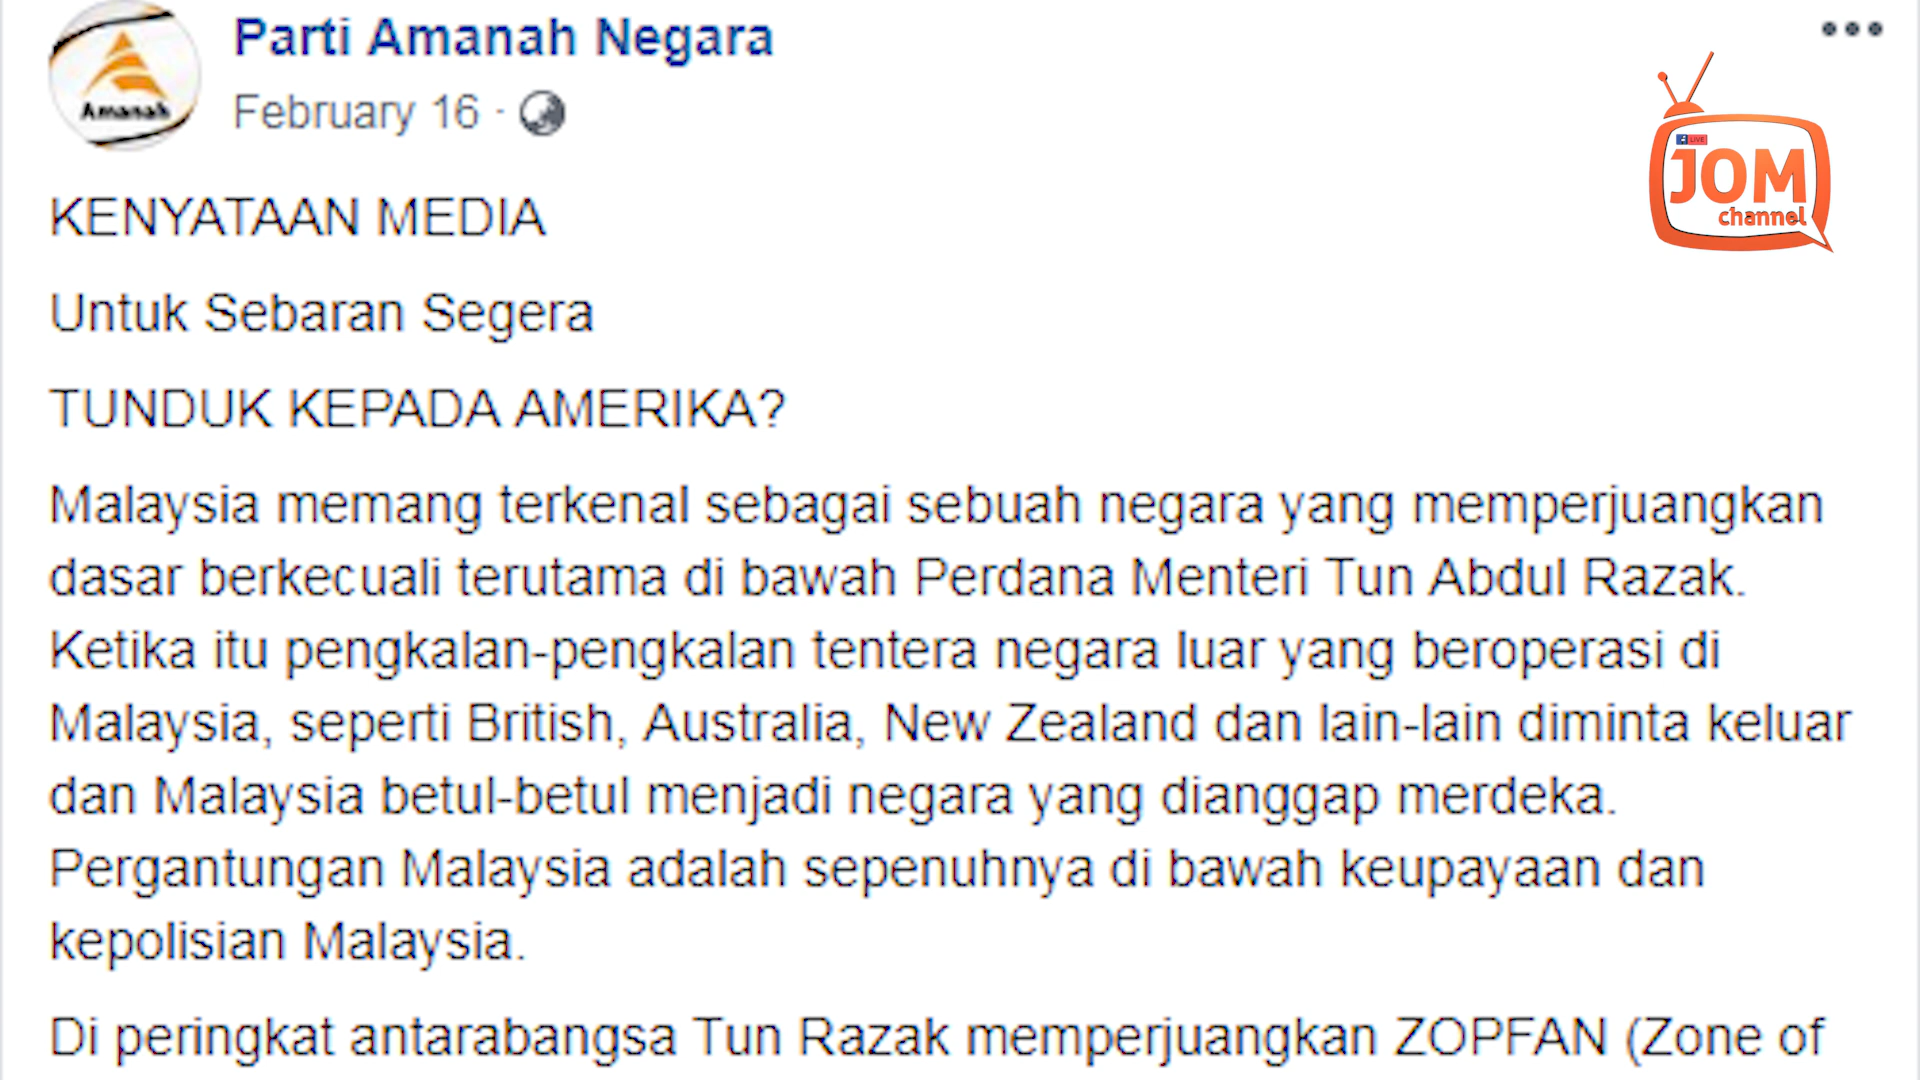 Parti Amanah Negara
February 16 ·
Amanah
LIVE
JOM
channel
KENYATAAN MEDIA
Untuk Sebaran Segera
TUNDUK KEPADA AMERIKA?
Malaysia memang terkenal sebagai sebuah negara yang memperjuangkan
dasar berkecuali terutama di bawah Perdana Menteri Tun Abdul Razak.
Ketika itu pengkalan-pengkalan tentera negara luar yang beroperasi di
Malaysia, seperti British, Australia, New Zealand dan lain-lain diminta keluar
dan Malaysia betul-betul menjadi negara yang dianggap merdeka.
Pergantungan Malaysia adalah sepenuhnya di bawah keupayaan dan
kepolisian Malaysia.
Di peringkat antarabangsa Tun Razak memperjuangkan ZOPFAN (Zone of